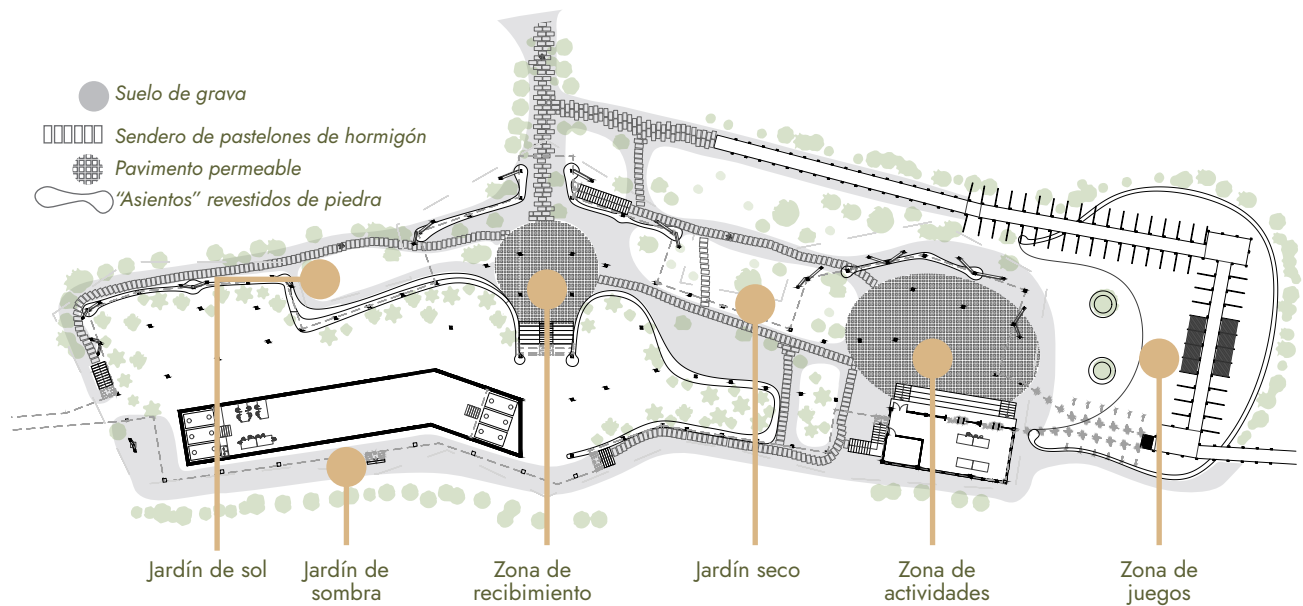 Suelo de grava
Sendero de pastelones de hormigón
Pavimento permeable
“Asientos” revestidos de piedra
Jardín de sol
Jardín de
sombra
Zona de
recibimiento
Jardín seco
Zona de
actividades
Zona de
juegos